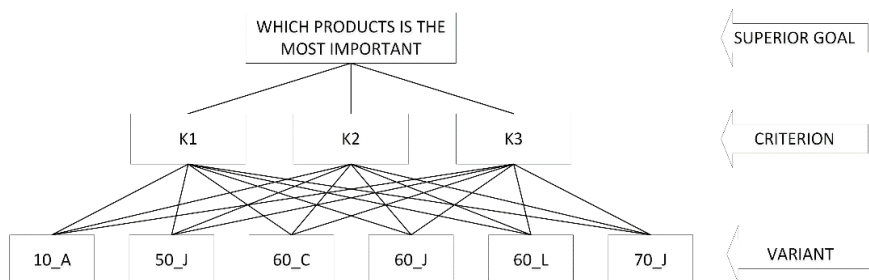 WHICH PRODUCTS IS THE
MOST IMPORTANT
SUPERIOR GOAL
K1
K2
K3
CRITERION
10_A
50_J
60_C
60_J
60_L
70_J
VARIANT